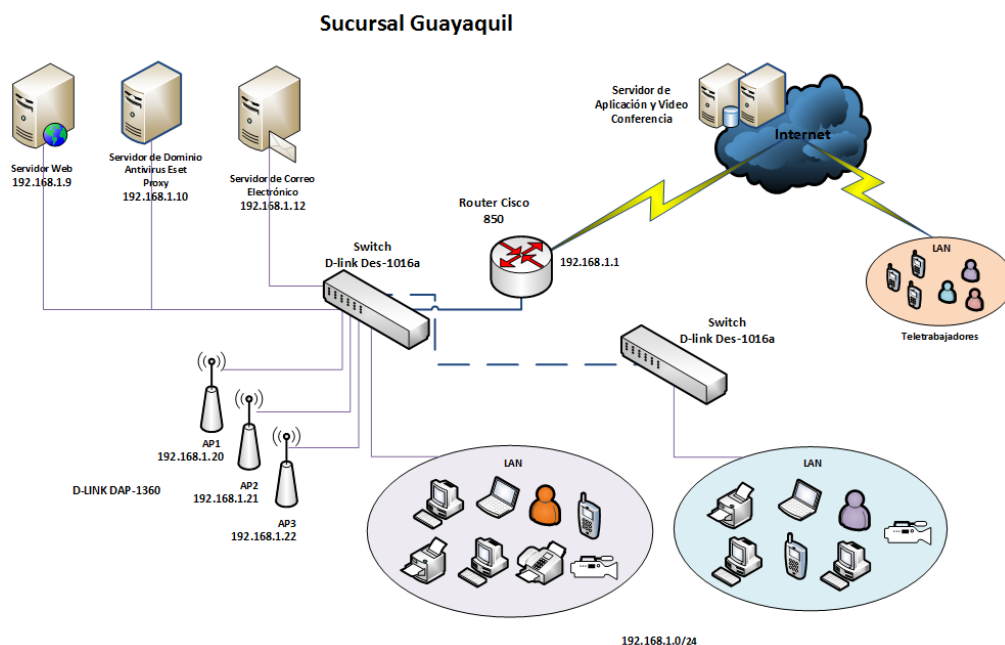 Sucursal Guayaquil
Servidor Web
192.168.1.9
Servidor de Dominio
Antivirus Eset
Proxy
192.168.1.10
Servidor de Correo
Electrónico
192.168.1.12
Servidor de
Aplicación y Video
Conferencia
Internet
Router Cisco
850
192.168.1.1
Switch
D-link Des-1016a
LAN
Teletrabajadores
Switch
D-link Des-1016a
AP1
192.168.1.20
AP2
192.168.1.21
AP3
192.168.1.22
D-LINK DAP-1360
LAN
LAN
192.168.1.0/24